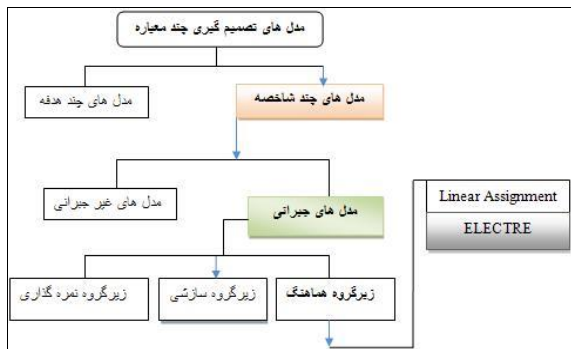 مدل های تصمیم گیری چند معیاره
مدل های چند شاخصه
مدل های چند هدفه
مدل های جبرانی
مدل های غیر جبرانی
Linear Assignment
ELECTRE
زیرگروه هماهنگ
زیرگروه سازشی
زیرگروه نمره گذاری